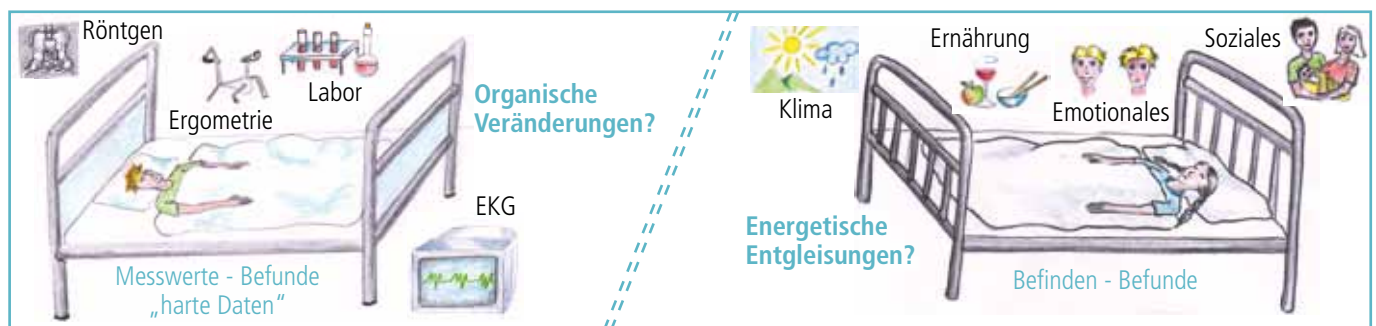 Röntgen
Ergometrie
Labor
Organische
Veränderungen?
EKG
Messwerte - Befunde
„harte Daten“
Klima
Ernährung
Emotionales
Soziales
Energetische
Entgleisungen?
Befinden - Befunde